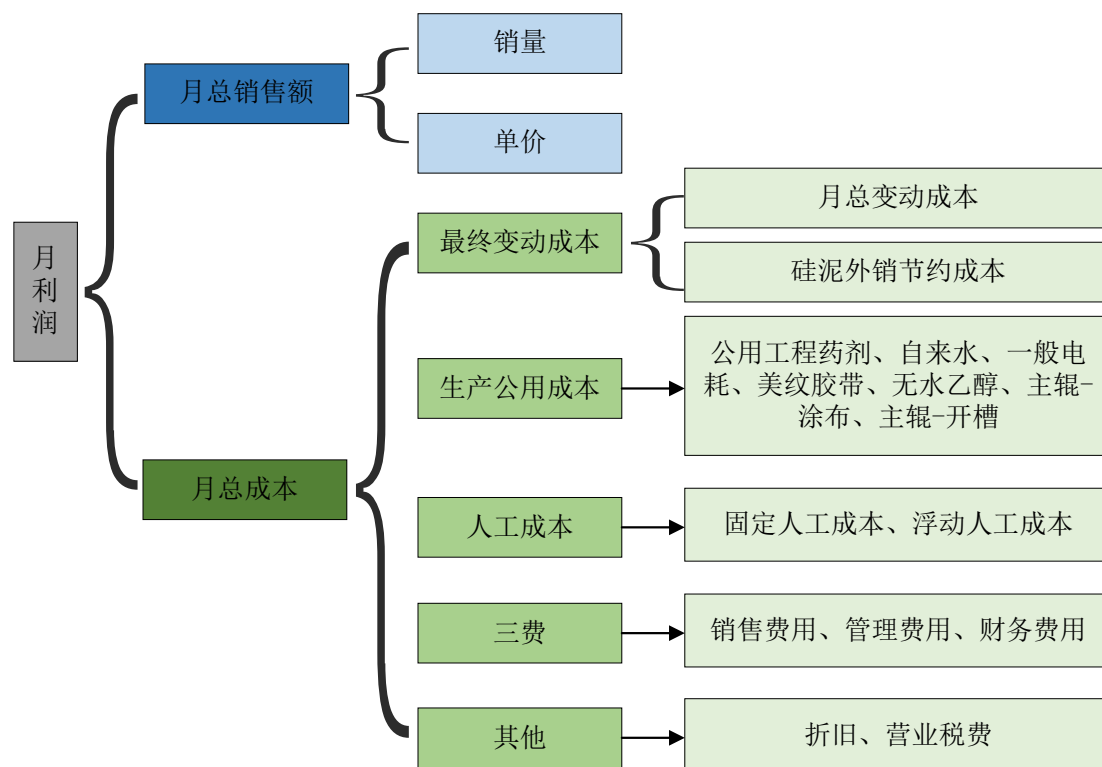 月利润
月总销售额
销量
单价
月总成本
最终变动成本
月总变动成本
硅泥外销节约成本
生产公用成本
公用工程药剂、自来水、一般电
耗、美纹胶带、无水乙醇、主辊-
涂布、主辊-开槽
人工成本
固定人工成本、浮动人工成本
三费
销售费用、管理费用、财务费用
其他
折旧、营业税费